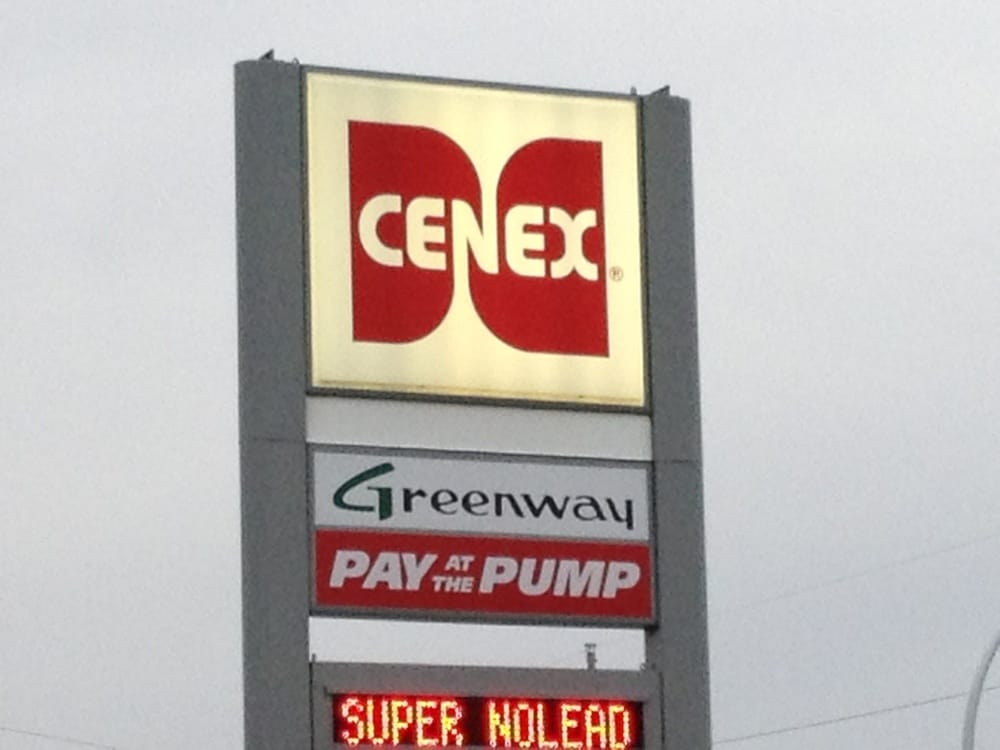 CENEX®
Greenway
PAY AT THE PUMP
SUPER NOLEAD